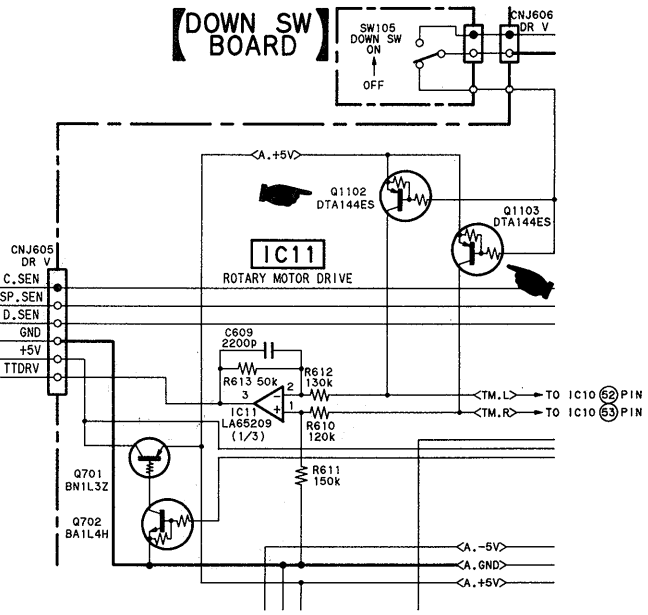 【DOWN SW
BOARD】
SW105
DOWN SW
ON
OFF
CNJ606
DR V
<A.+5V>
Q1102
DTA144ES
Q1103
DTA144ES
IC11
ROTARY MOTOR DRIVE
CNJ605
DR V
C.SEN
SP.SEN
D.SEN
GND
+5V
TTDRV
C609
2200p
R613 50k
R612
130k
3
2
1
IC11
LA65209
(1/3)
R610
120k
R611
150k
<TM.L> TO IC10 52 PIN
<TM.R> TO IC10 53 PIN
Q701
BN1L3Z
Q702
BA1L4H
<A.-5V>
<A.GND>
<A.+5V>